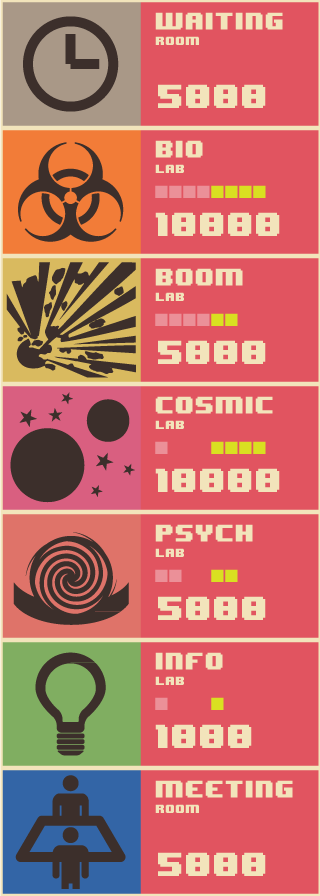 WAITING
ROOM
5000
BIO
LAB
10000
BOOM
LAB
5000
COSMIC
LAB
10000
PSYCH
LAB
5000
INFO
LAB
1000
MEETING
ROOM
5000